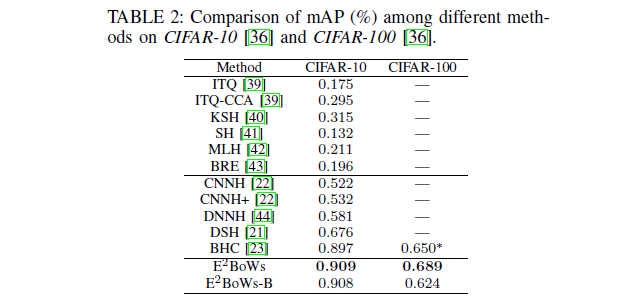 TABLE 2: Comparison of mAP (%) among different meth-
ods on CIFAR-10 [36] and CIFAR-100 [36].
Method CIFAR-10 CIFAR-100
ITQ [39] 0.175 —
ITQ-CCA [39] 0.295 —
KSH [40] 0.315 —
SH [41] 0.132 —
MLH [42] 0.211 —
BRE [43] 0.196 —
CNNH [22] 0.522 —
CNNH+ [22] 0.532 —
DNNH [44] 0.581 —
DSH [21] 0.676 —
BHC [23] 0.897 0.650*
E²BoWs 0.909 0.689
E²BoWs-B 0.908 0.624